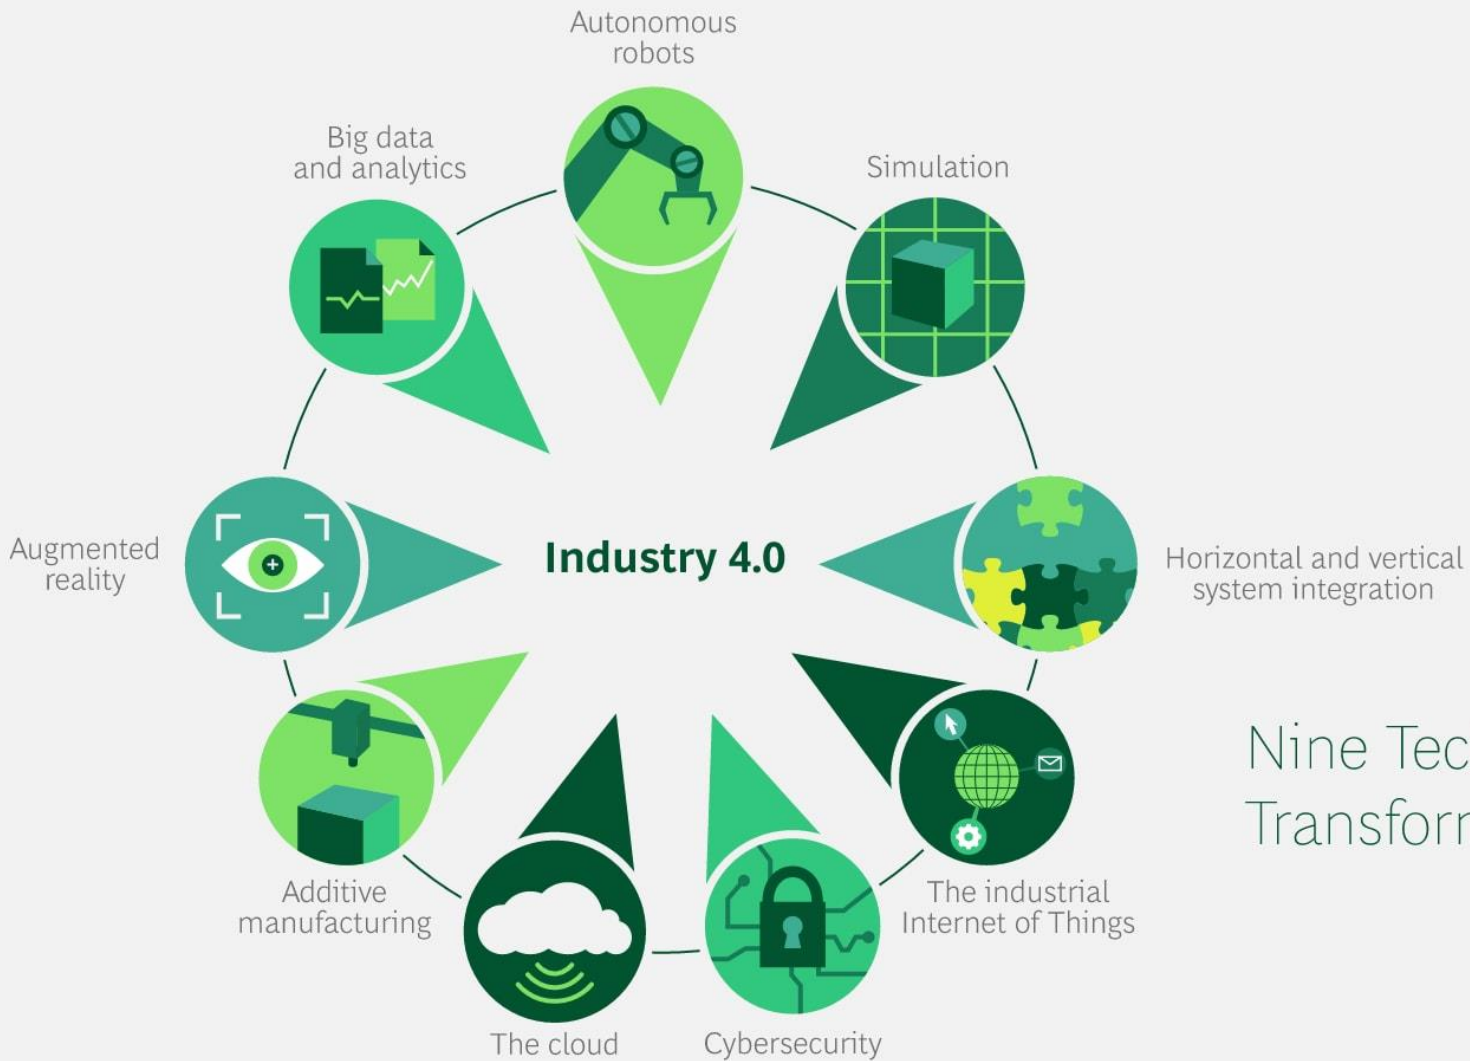 Autonomous
robots
Big data
and analytics
Simulation
Augmented
reality
Industry 4.0
Horizontal and vertical
system integration
Nine Tec
Transfor
Additive
manufacturing
The industrial
Internet of Things
The cloud
Cybersecurity